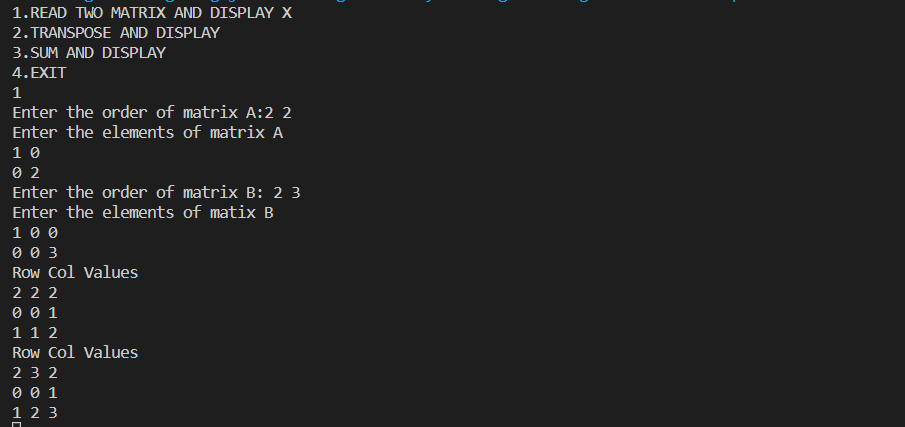 1.READ TWO MATRIX AND DISPLAY X
2.TRANSPOSE AND DISPLAY
3.SUM AND DISPLAY
4.EXIT
1
Enter the order of matrix A:2 2
Enter the elements of matrix A
1 0
0 2
Enter the order of matrix B: 2 3
Enter the elements of matix B
1 0 0
0 0 3
Row Col Values
2 2 2
0 0 1
1 1 2
Row Col Values
2 3 2
0 0 1
1 2 3